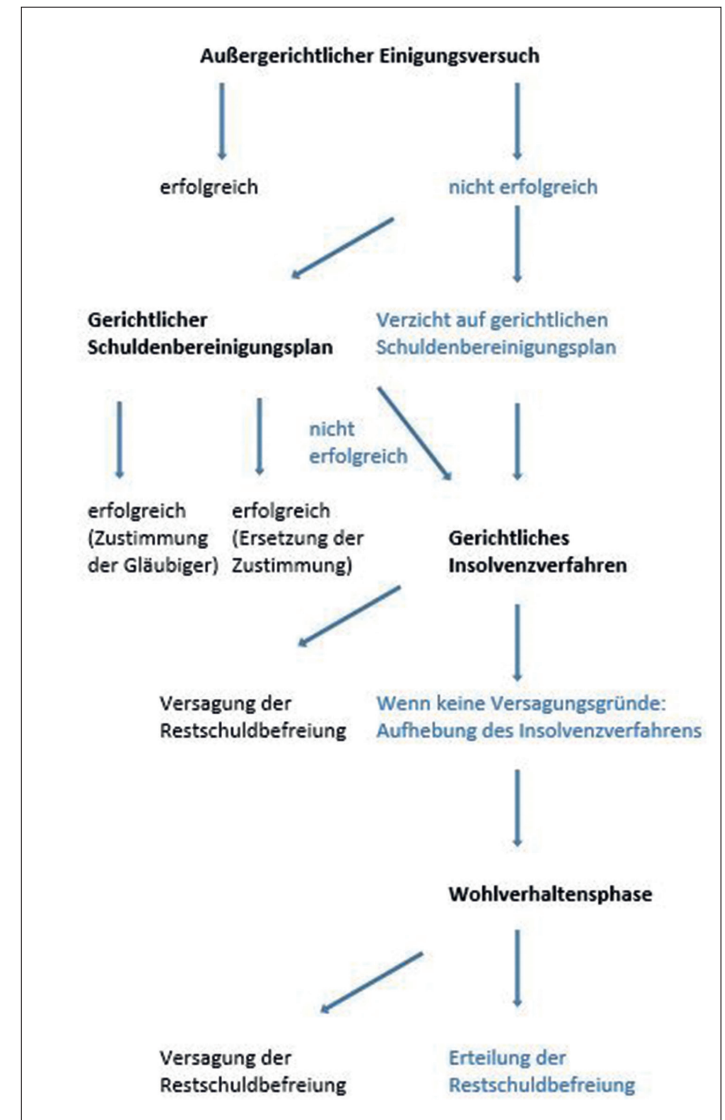 Außergerichtlicher Einigungsversuch
erfolgreich
nicht erfolgreich
Gerichtlicher
Schuldenbereinigungsplan
Verzicht auf gerichtlichen
Schuldenbereinigungsplan
nicht
erfolgreich
erfolgreich
(Zustimmung
der Gläubiger)
erfolgreich
(Ersetzung der
Zustimmung)
Gerichtliches
Insolvenzverfahren
Versagung der
Restschuldbefreiung
Wenn keine Versagungsgründe:
Aufhebung des Insolvenzverfahrens
Wohlverhaltensphase
Versagung der
Restschuldbefreiung
Erteilung der
Restschuldbefreiung